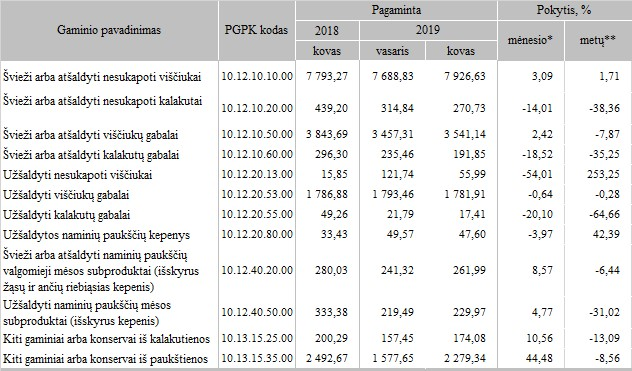 Gaminio pavadinimas PGPK kodas Pagaminta Pokytis, %
2018 2019 mėnesio* metų**
kovas vasaris kovas
Švieži arba atšaldyti nesukapoti viščiukai 10.12.10.10.00 7 793,27 7 688,83 7 926,63 3,09 1,71
Švieži arba atšaldyti nesukapoti kalakutai 10.12.10.20.00 439,20 314,84 270,73 -14,01 -38,36
Švieži arba atšaldyti viščiukų gabalai 10.12.10.50.00 3 843,69 3 457,31 3 541,14 2,42 -7,87
Švieži arba atšaldyti kalakutų gabalai 10.12.10.60.00 296,30 235,46 191,85 -18,52 -35,25
Užšaldyti nesukapoti viščiukai 10.12.20.13.00 15,85 121,74 55,99 -54,01 253,25
Užšaldyti viščiukų gabalai 10.12.20.53.00 1 786,88 1 793,46 1 781,91 -0,64 -0,28
Užšaldyti kalakutų gabalai 10.12.20.55.00 49,26 21,79 17,41 -20,10 -64,66
Užšaldytos naminių paukščių kepenys 10.12.20.80.00 33,43 49,57 47,60 -3,97 42,39
Švieži arba atšaldyti naminių paukščių
valgomieji mėsos subproduktai (išskyrus
žąsų ir ančių riebiąsias kepenis) 10.12.40.20.00 280,03 241,32 261,99 8,57 -6,44
Užšaldyti naminių paukščių mėsos
subproduktai (išskyrus kepenis) 10.12.40.50.00 333,38 219,49 229,97 4,77 -31,02
Kiti gaminiai arba konservai iš kalakutienos 10.13.15.25.00 200,29 157,45 174,08 10,56 -13,09
Kiti gaminiai arba konservai iš paukštienos 10.13.15.35.00 2 492,67 1 577,65 2 279,34 44,48 -8,56